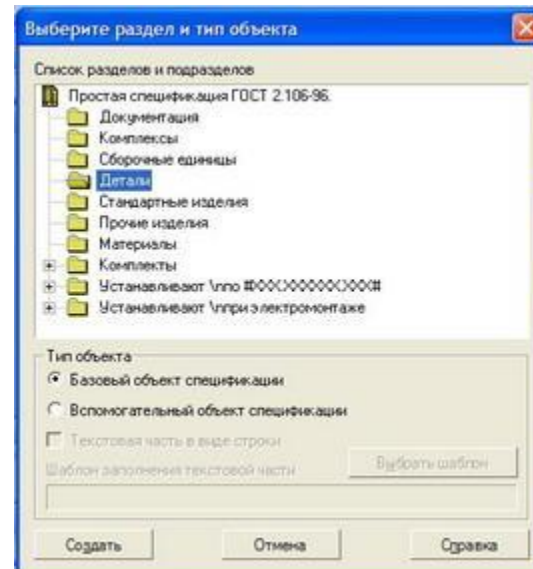 Выберите раздел и тип объекта
Список разделов и подразделов
Простая спецификация ГОСТ 2.106-96.
Документация
Комплексы
Сборочные единицы
Детали
Стандартные изделия
Прочие изделия
Материалы
Комплекты
Устанавливают \nпо
Устанавливают \nпри электромонтаже
Тип объекта
Базовый объект спецификации
Вспомогательный объект спецификации
Текстовая часть в виде строки
Шаблон заполнения текстовой части
Выбрать шаблон
Создать Отмена Справка